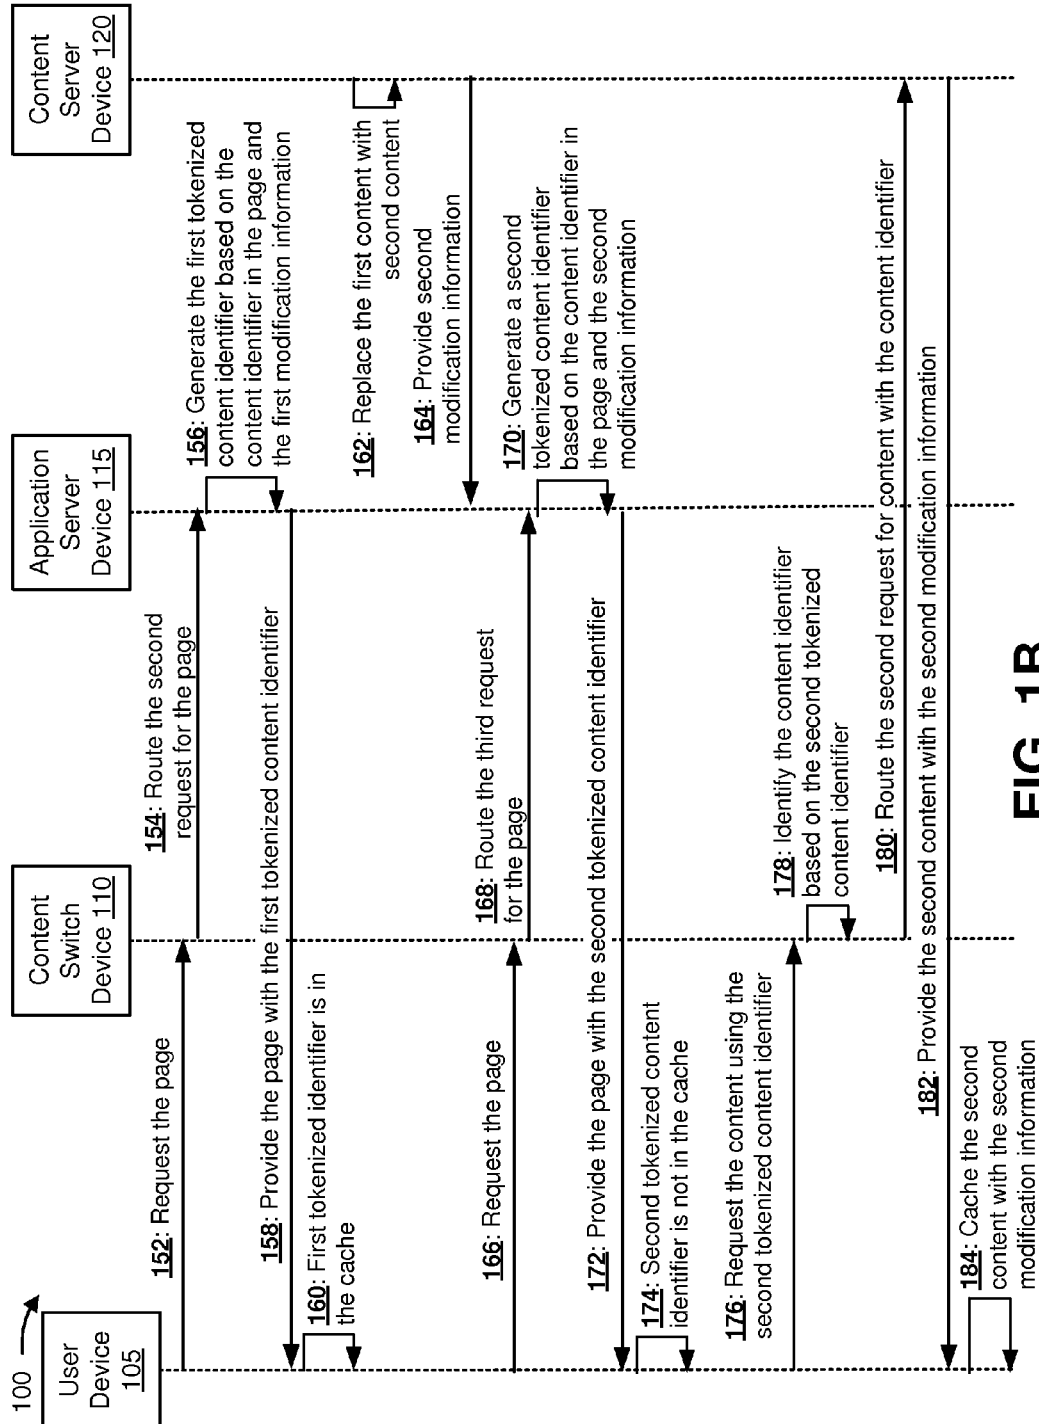 100
User
Device
105
Content
Switch
Device 110
Application
Server
Device 115
Content
Server
Device 120
152: Request the page
154: Route the second
request for the page
156: Generate the first tokenized
content identifier based on the
content identifier in the page and
the first modification information
158: Provide the page with the first tokenized content identifier
160: First tokenized identifier is in
the cache
162: Replace the first content with
second content
164: Provide second
modification information
166: Request the page
168: Route the third request
for the page
170: Generate a second
tokenized content identifier
based on the content identifier in
the page and the second
modification information
172: Provide the page with the second tokenized content identifier
174: Second tokenized content
identifier is not in the cache
176: Request the content using the
second tokenized content identifier
178: Identify the content identifier
based on the second tokenized
content identifier
180: Route the second request for content with the content identifier
182: Provide the second content with the second modification information
184: Cache the second
content with the second
modification information
FIG. 1B